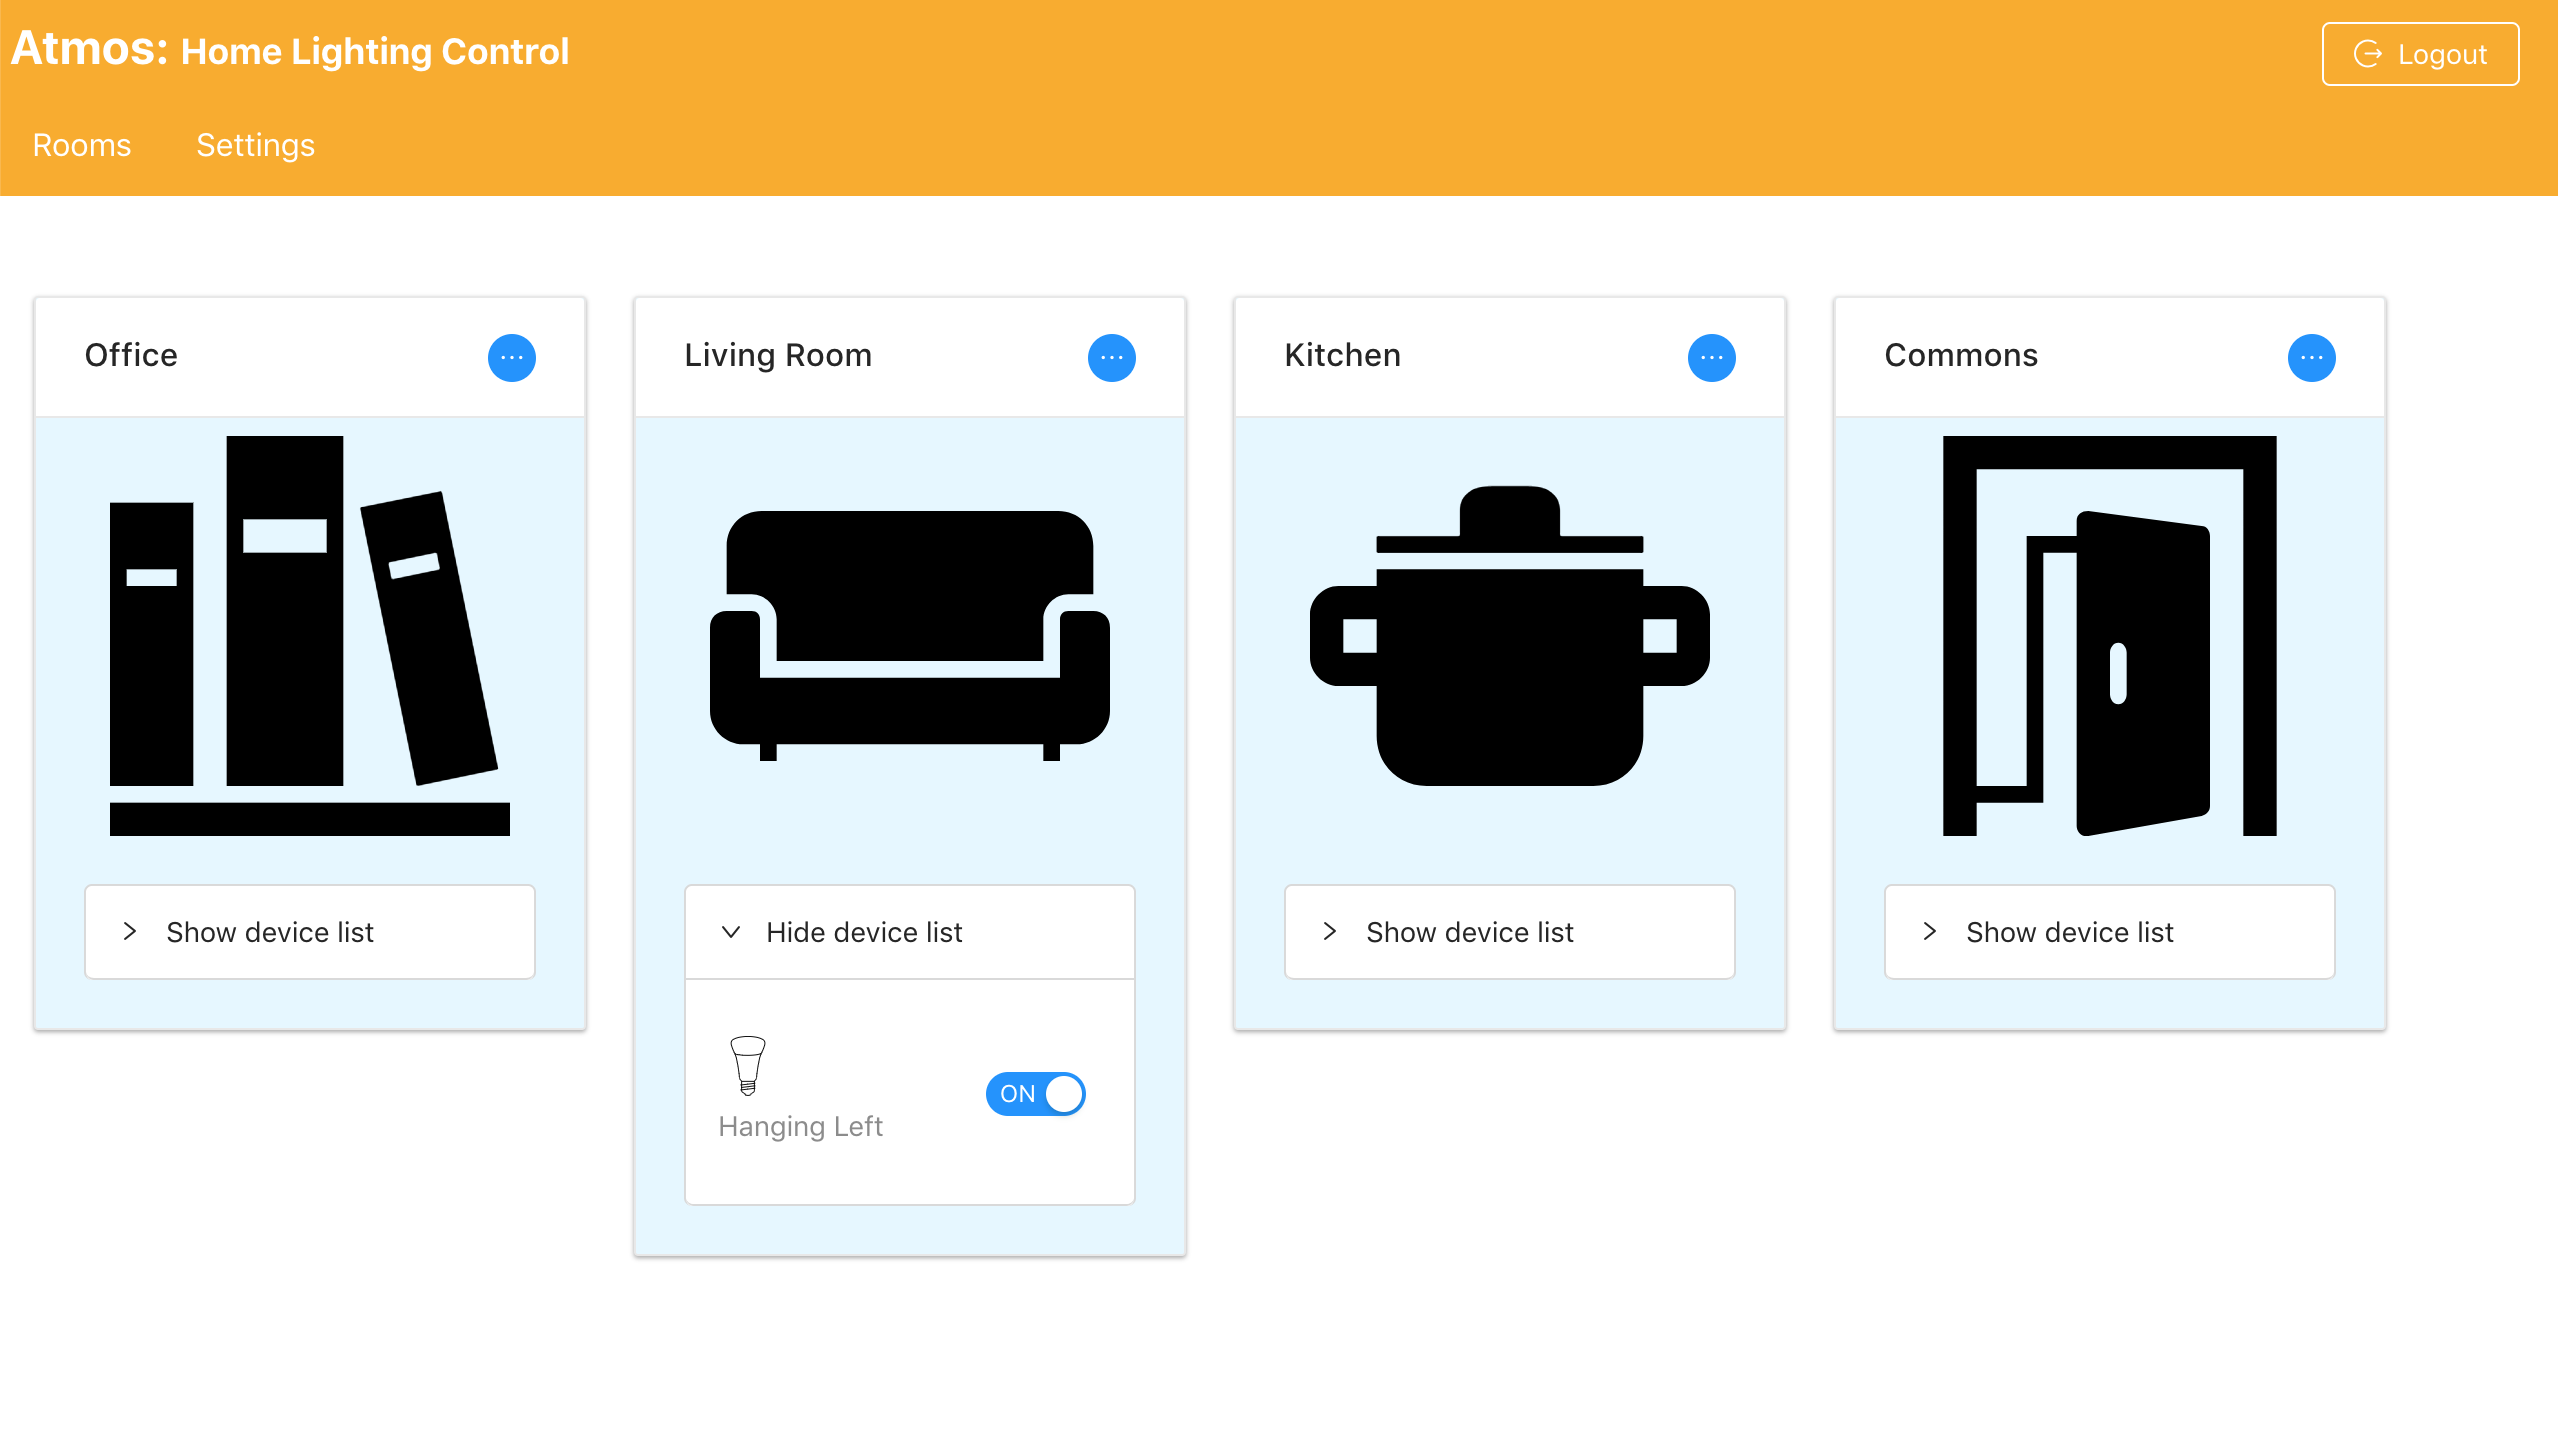 Atmos: Home Lighting Control
Logout
Rooms Settings
Office
Living Room
Kitchen
Commons
Show device list
Hide device list
Show device list
Show device list
Hanging Left
ON